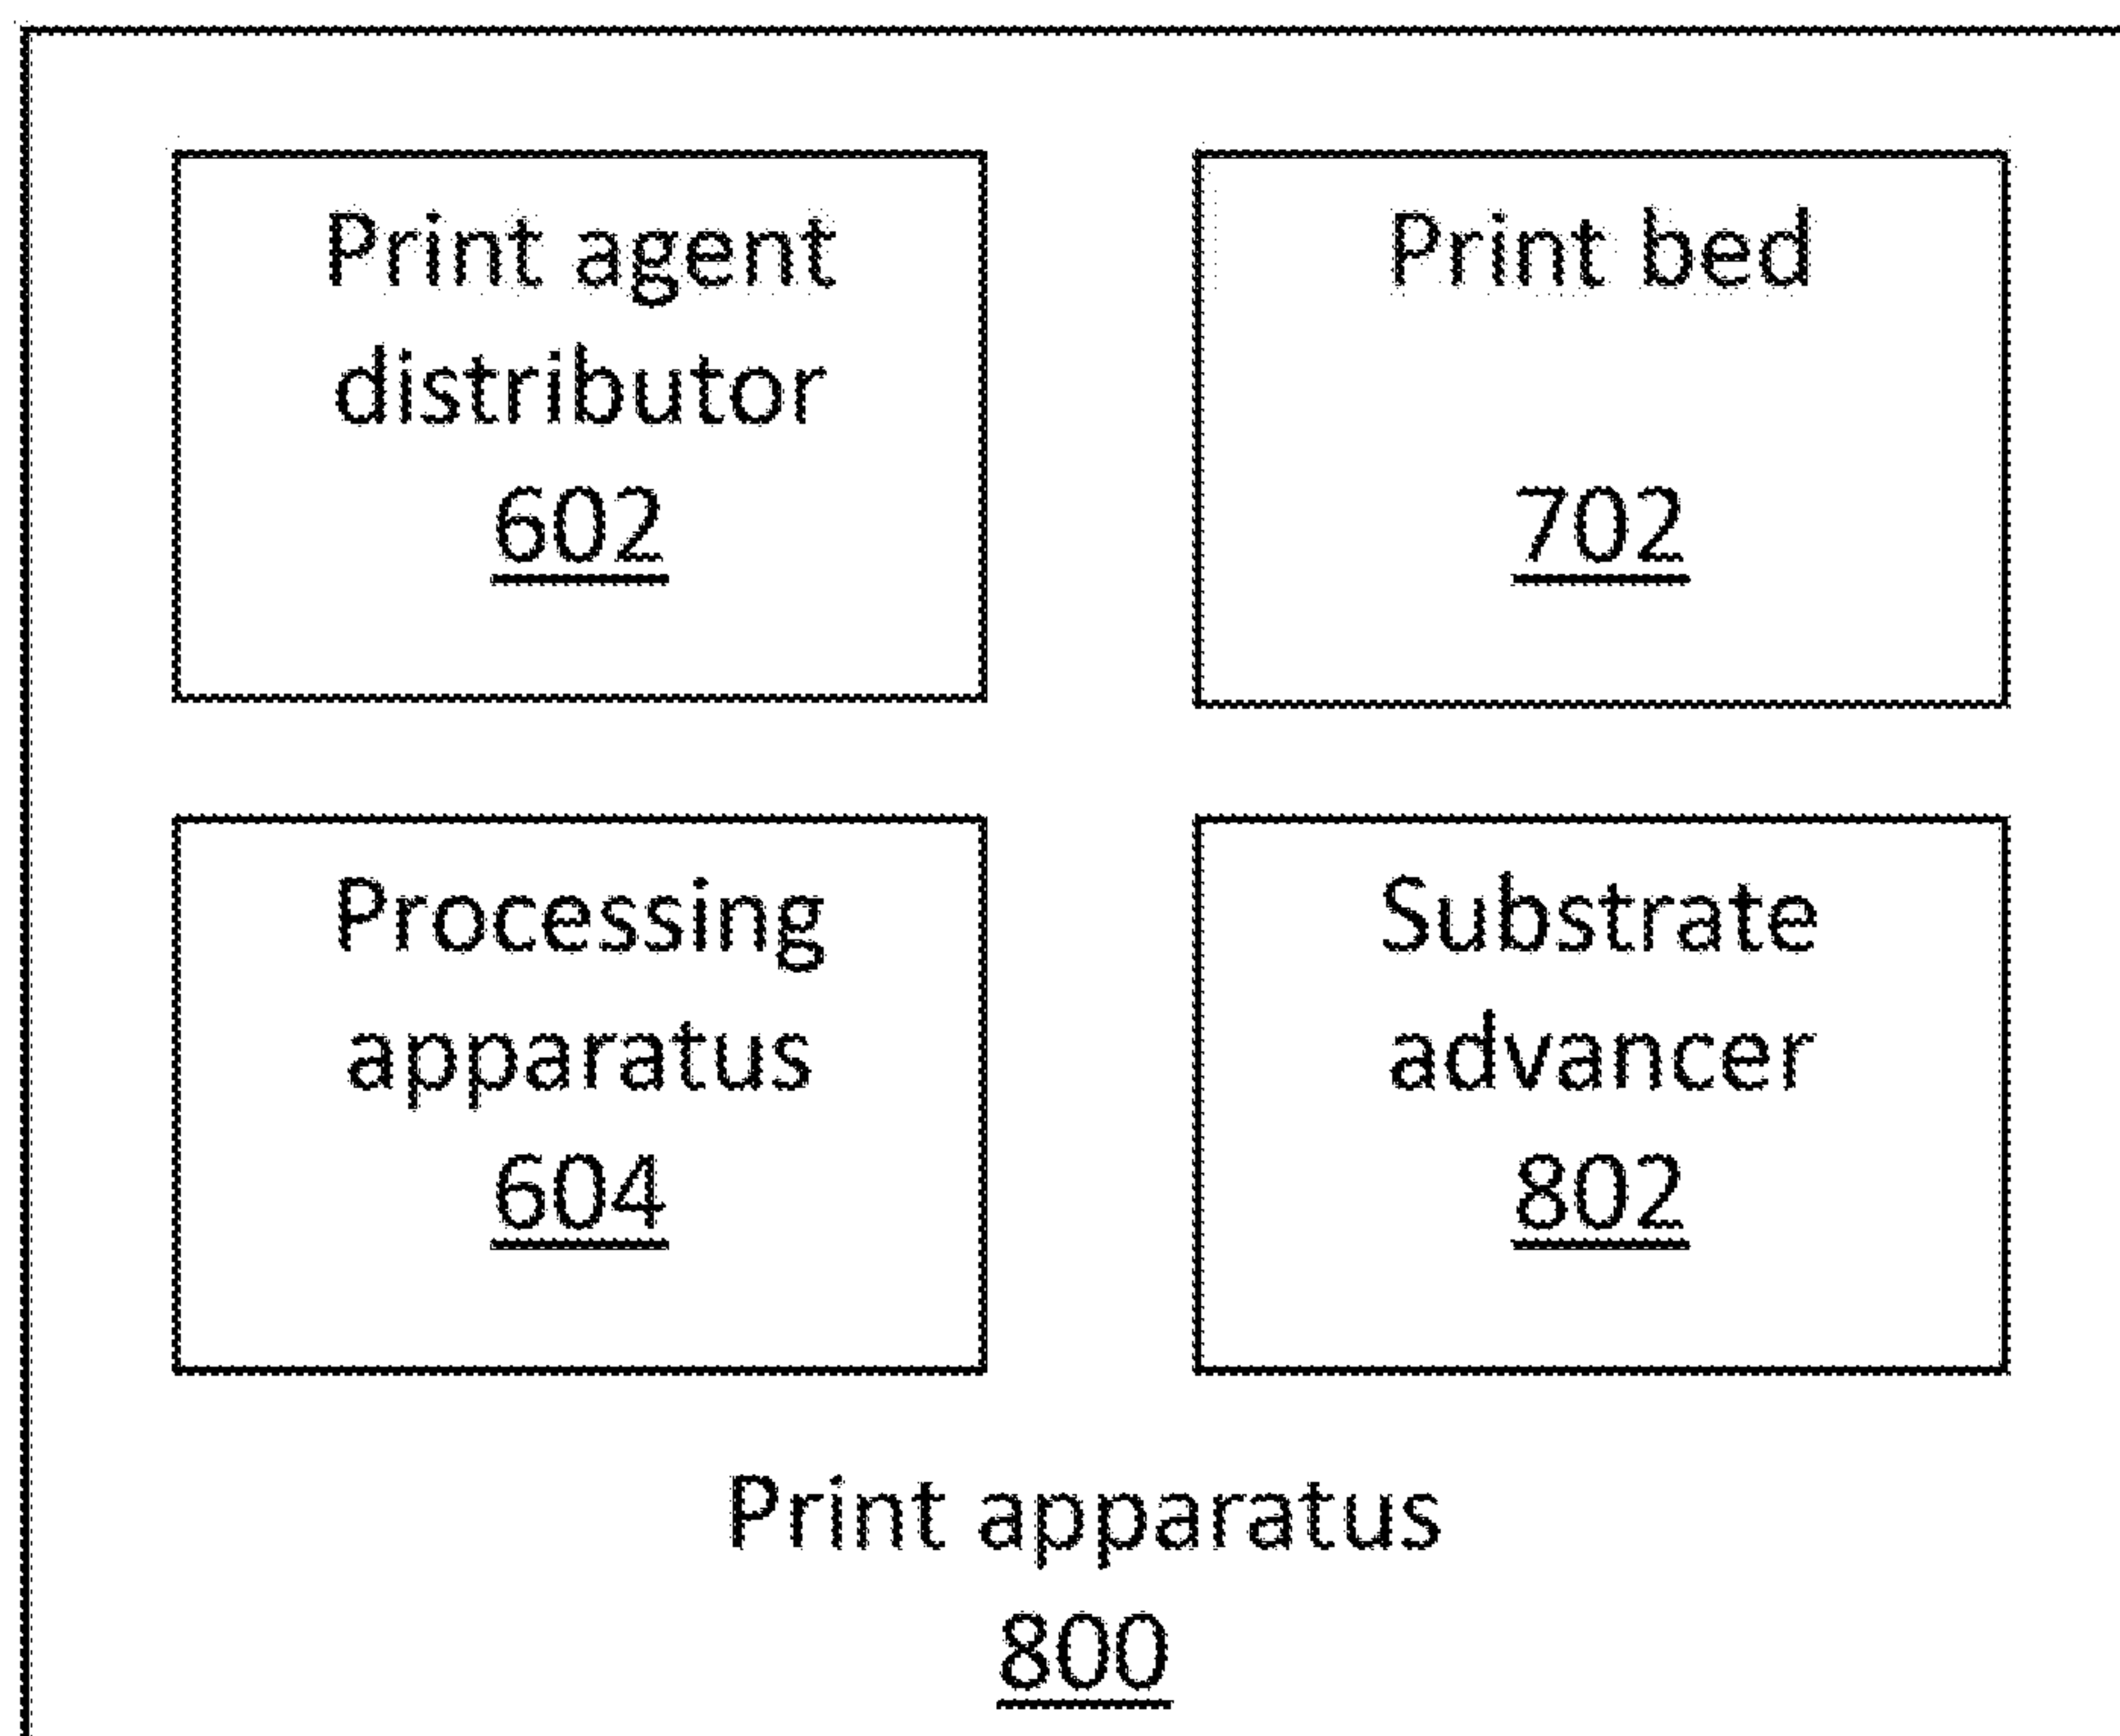 Print agent
distributor
602
Print bed
702
Processing
apparatus
604
Substrate
advancer
802
Print apparatus
800